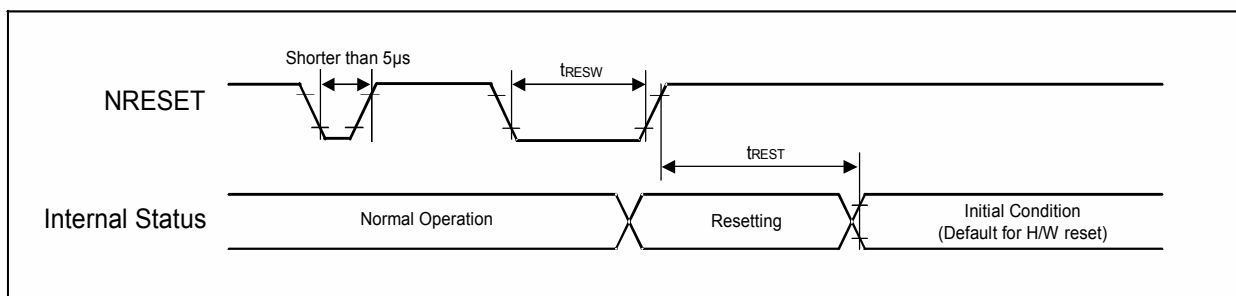 Shorter than 5µs
tRESW
NRESET
tREST
Internal Status
Normal Operation
Resetting
Initial Condition
(Default for H/W reset)